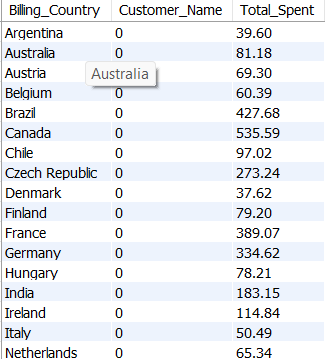 Billing_Country Customer_Name Total_Spent
Argentina 0 39.60
Australia 0 81.18
Austria 0 69.30
Australia
Belgium 0 60.39
Brazil 0 427.68
Canada 0 535.59
Chile 0 97.02
Czech Republic 0 273.24
Denmark 0 37.62
Finland 0 79.20
France 0 389.07
Germany 0 334.62
Hungary 0 78.21
India 0 183.15
Ireland 0 114.84
Italy 0 50.49
Netherlands 0 65.34